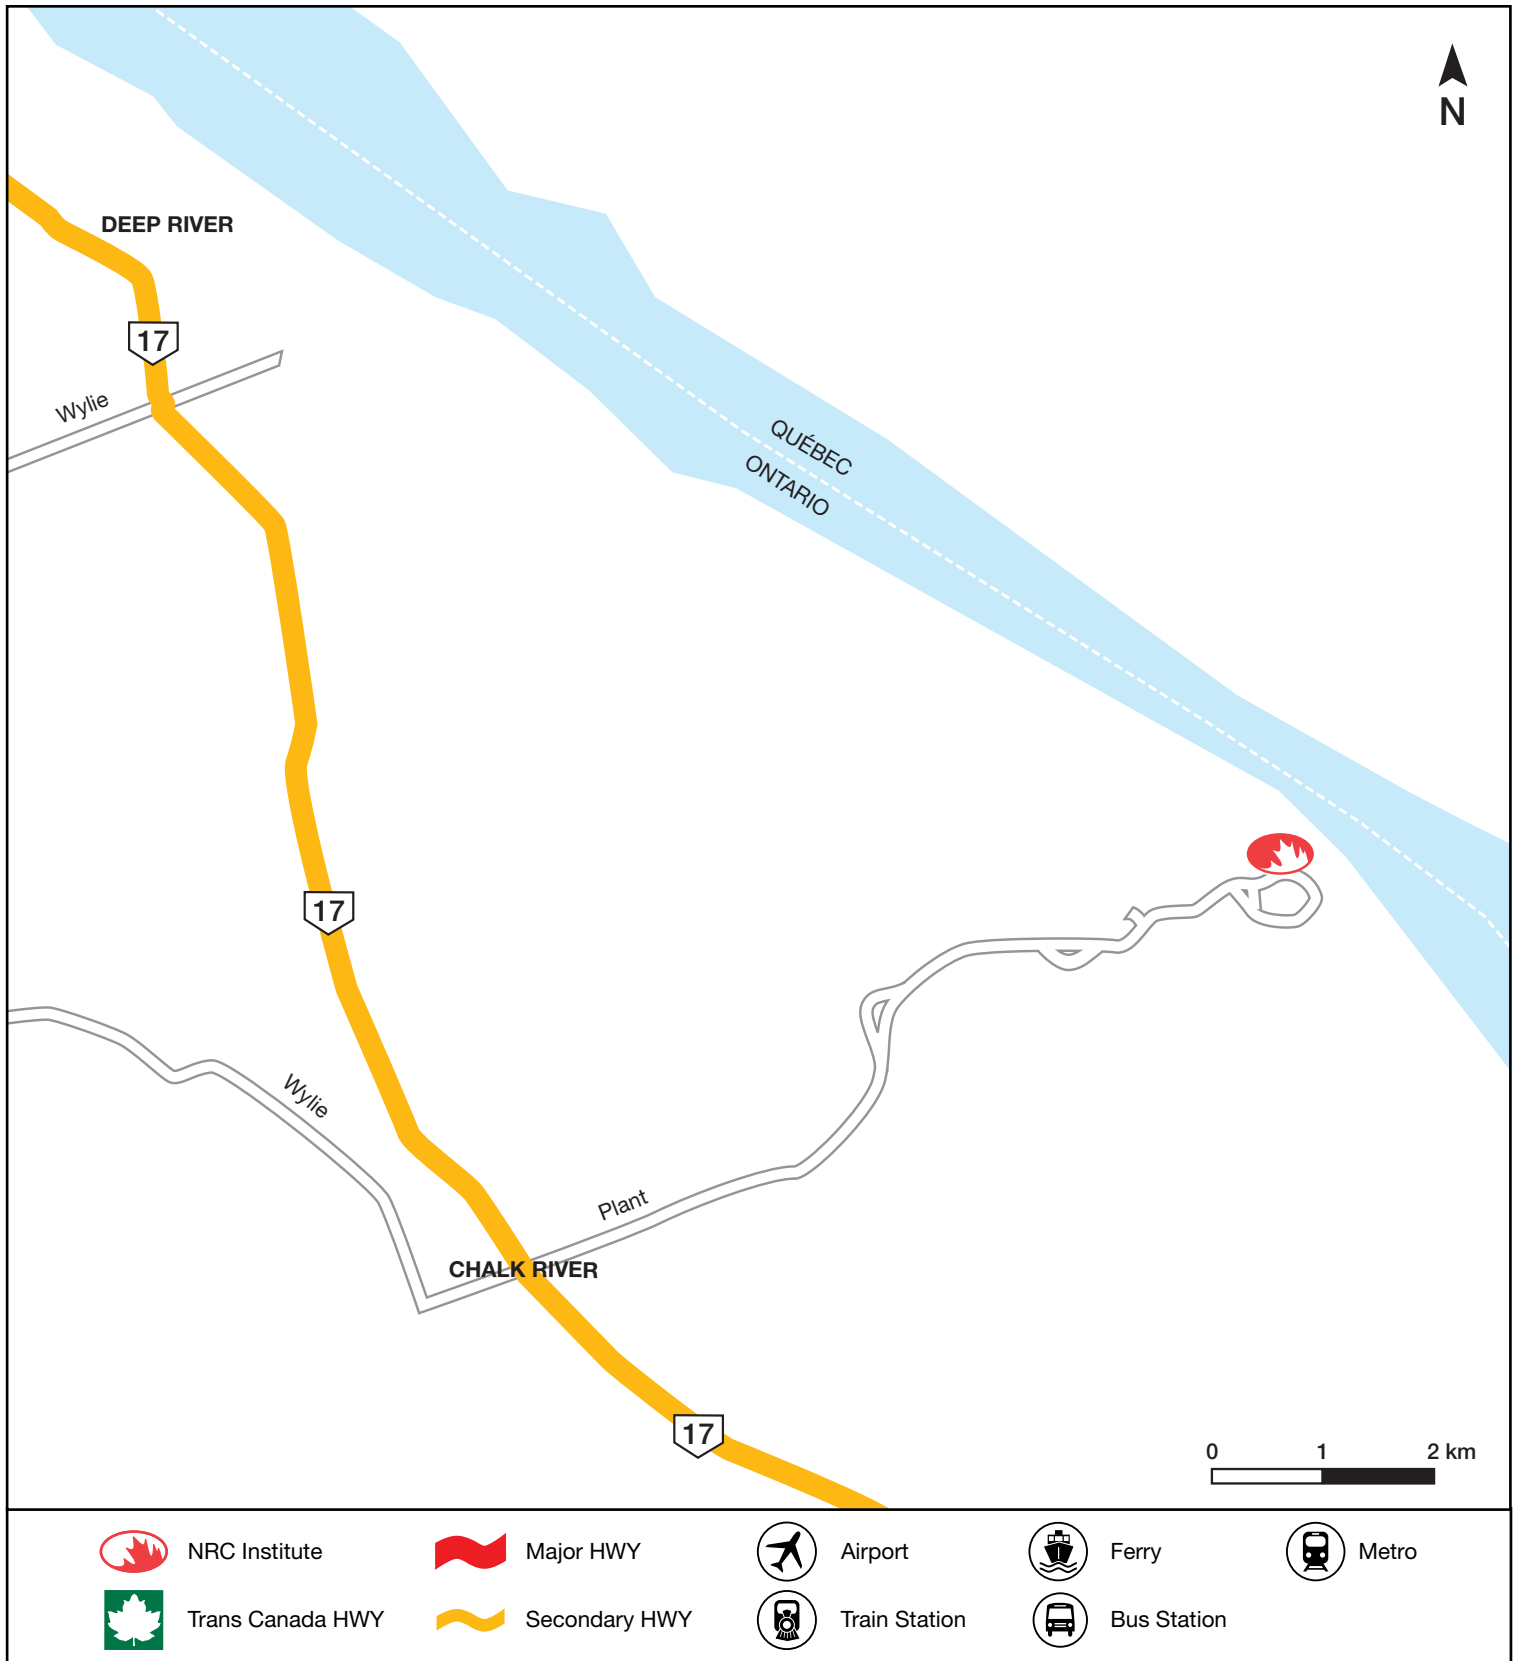 N
DEEP RIVER
17
Wylie
QUÉBEC
ONTARIO
17
Wylie
Plant
CHALK RIVER
17
0 1 2 km
NRC Institute
Major HWY
Airport
Ferry
Metro
Trans Canada HWY
Secondary HWY
Train Station
Bus Station